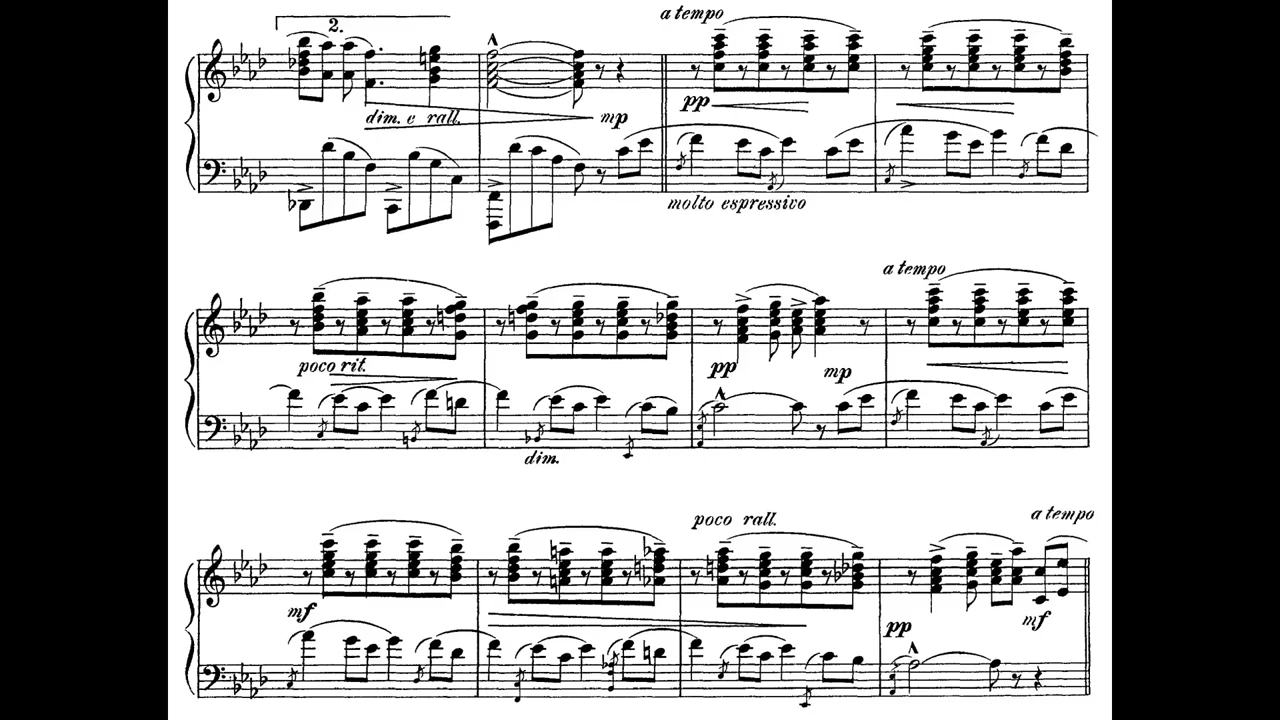 2.
a tempo
dim. e rall.
mp
pp
molto espressivo
a tempo
poco rit.
pp
mp
dim.
poco rall.
a tempo
mf
mf
pp